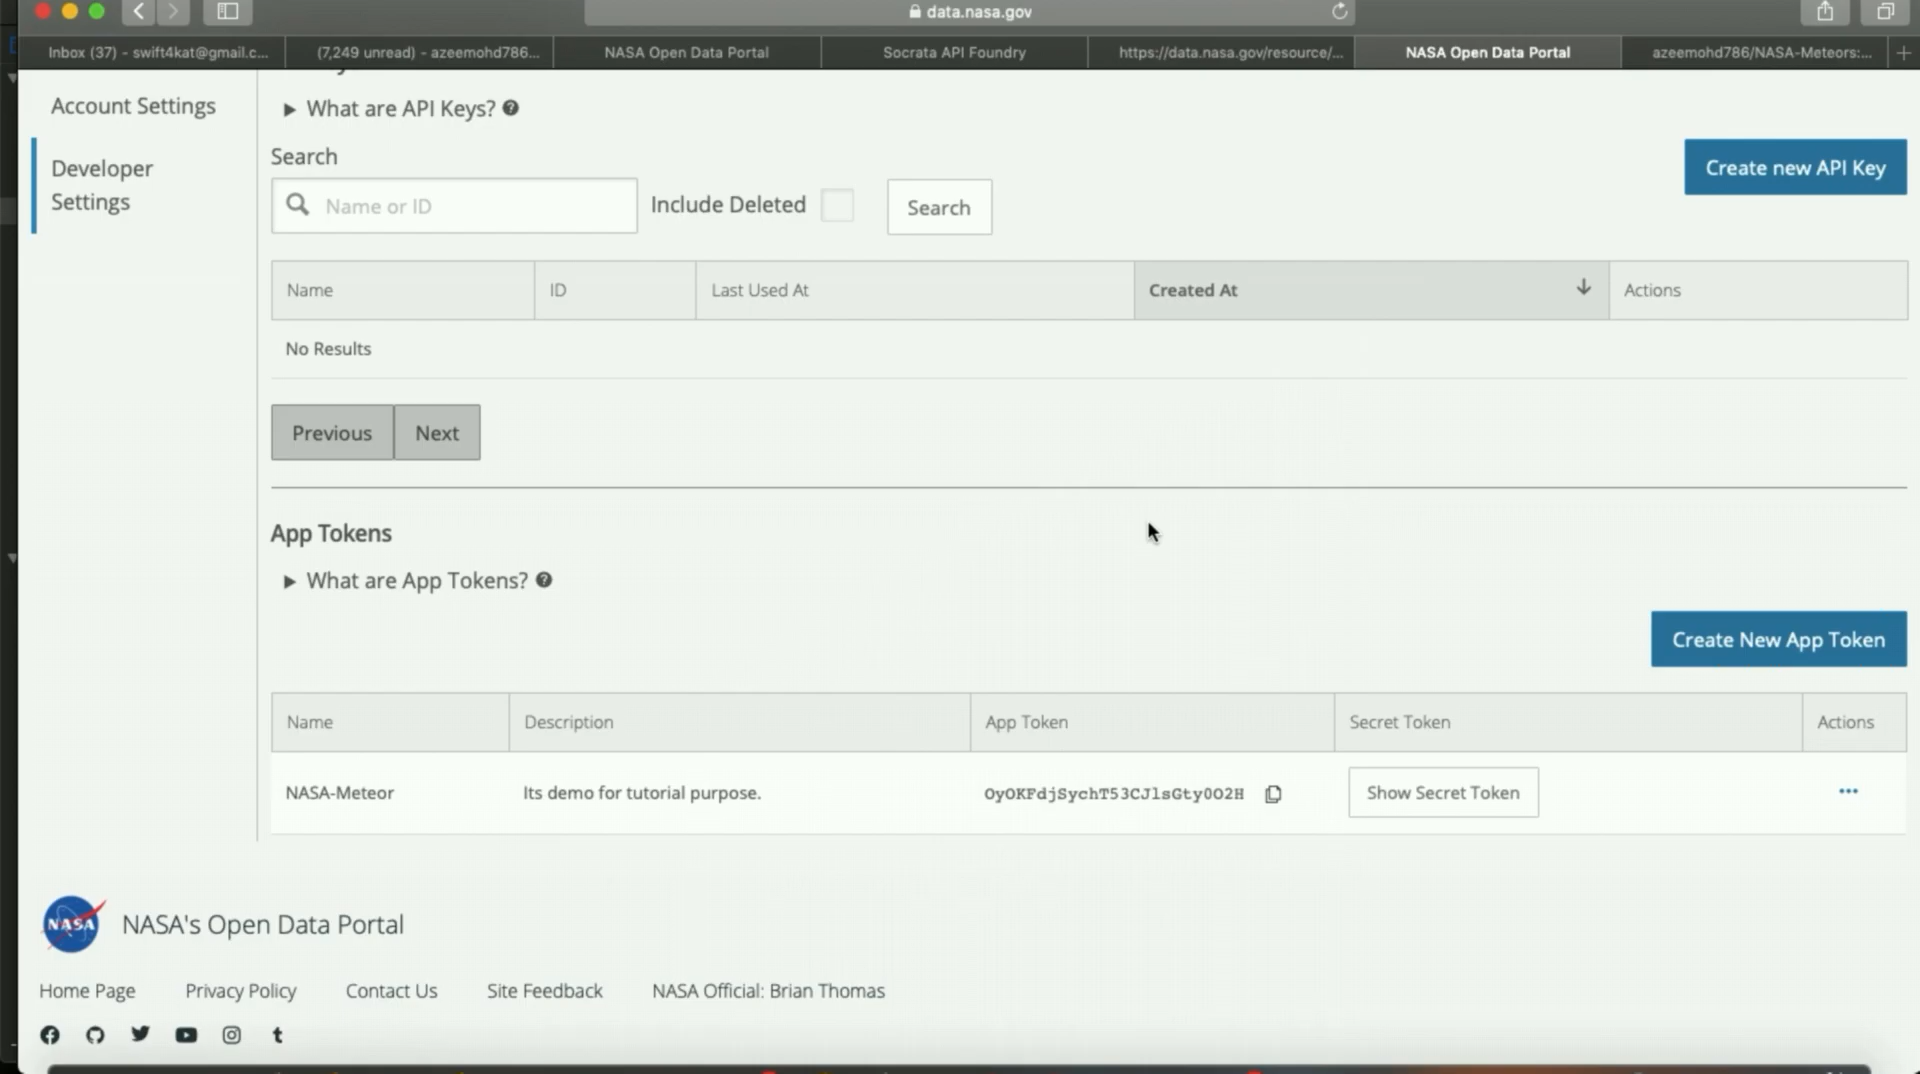 data.nasa.gov
Inbox (37) - swift4kat@gmail.c...
(7,249 unread) - azeemohd786...
NASA Open Data Portal
Socrata API Foundry
https://data.nasa.gov/resource/...
NASA Open Data Portal
azeemohd786/NASA-Meteors:...
Account Settings
Developer
Settings
What are API Keys?
Search
Create new API Key
Name or ID
Include Deleted
Search
Name
ID
Last Used At
Created At
Actions
No Results
Previous
Next
App Tokens
What are App Tokens?
Create New App Token
Name
Description
App Token
Secret Token
Actions
NASA-Meteor
Its demo for tutorial purpose.
OyOKFdjSychT53CJlsGty0O2H
Show Secret Token
NASA
NASA's Open Data Portal
Home Page
Privacy Policy
Contact Us
Site Feedback
NASA Official: Brian Thomas